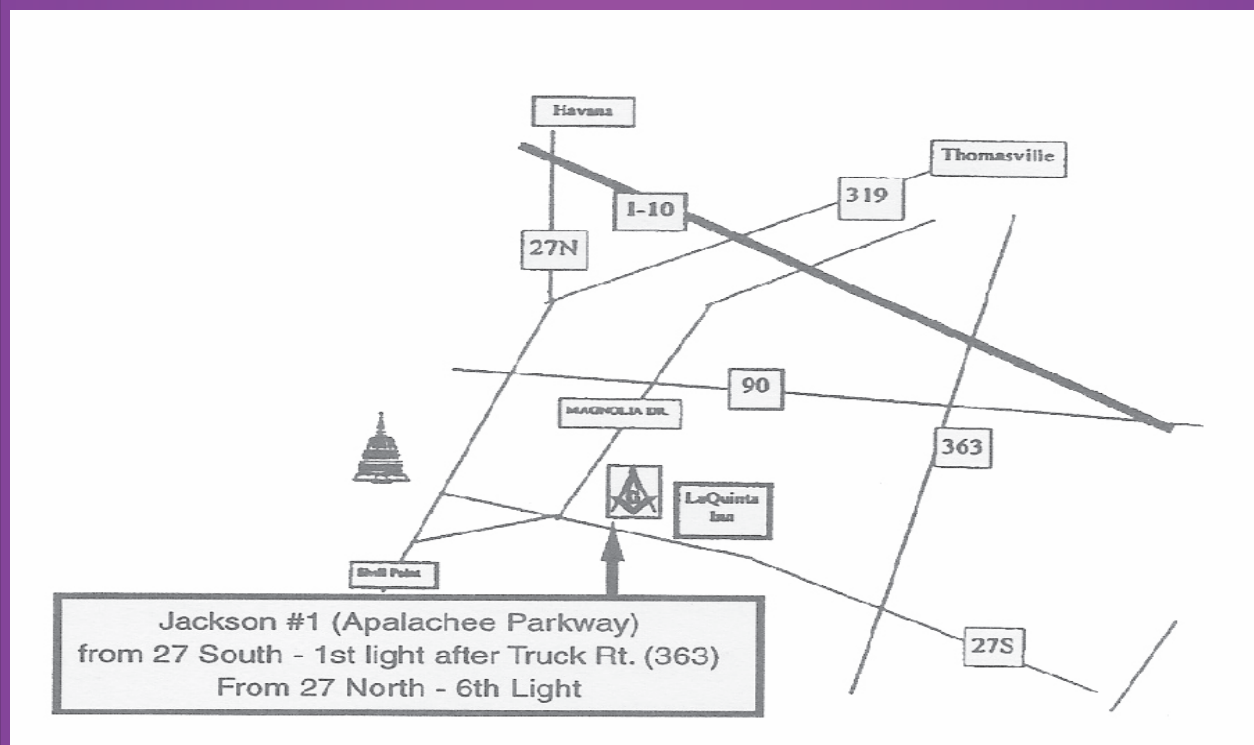 Havana
Thomasville
319
I-10
27N
90
MAGNOLIA DR.
363
G
LaQuinta
Inn
Shell Point
27S
Jackson #1 (Apalachee Parkway)
from 27 South - 1st light after Truck Rt. (363)
From 27 North - 6th Light